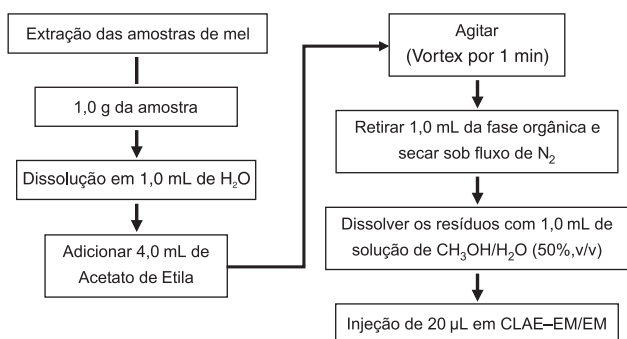 Extração das amostras de mel
1,0 g da amostra
Dissolução em 1,0 mL de H₂O
Adicionar 4,0 mL de
Acetato de Etila
Agitar
(Vortex por 1 min)
Retirar 1,0 mL da fase orgânica e
secar sob fluxo de N₂
Dissolver os resíduos com 1,0 mL de
solução de CH₃OH/H₂O (50%,v/v)
Injeção de 20 µL em CLAE–EM/EM